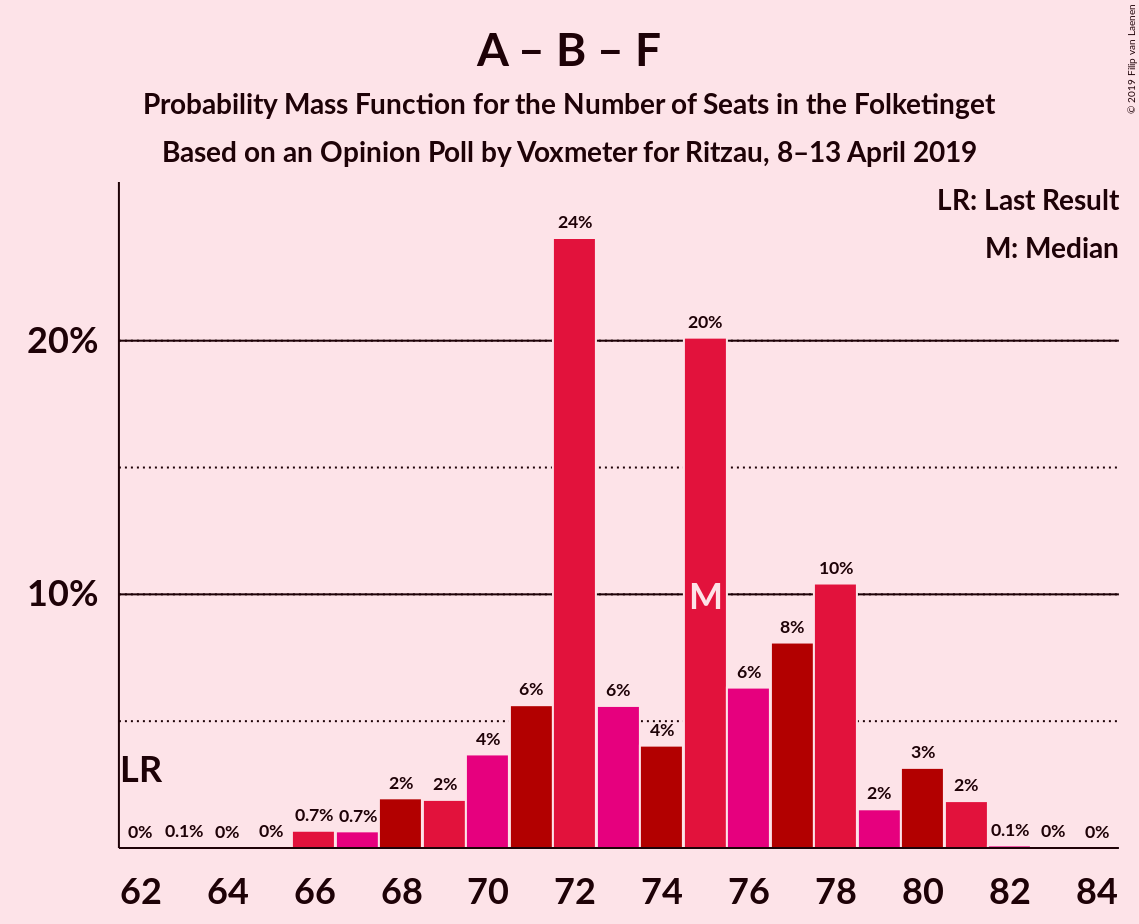 A – B – F
Probability Mass Function for the Number of Seats in the Folketinget
Based on an Opinion Poll by Voxmeter for Ritzau, 8–13 April 2019
© 2019 Filip van Laenen
LR: Last Result
M: Median
20%
10%
LR
M
0%
0.1%
0%
0%
0.7%
0.7%
2%
2%
4%
6%
24%
6%
4%
20%
6%
8%
10%
2%
3%
2%
0.1%
0%
0%
62 64 66 68 70 72 74 76 78 80 82 84